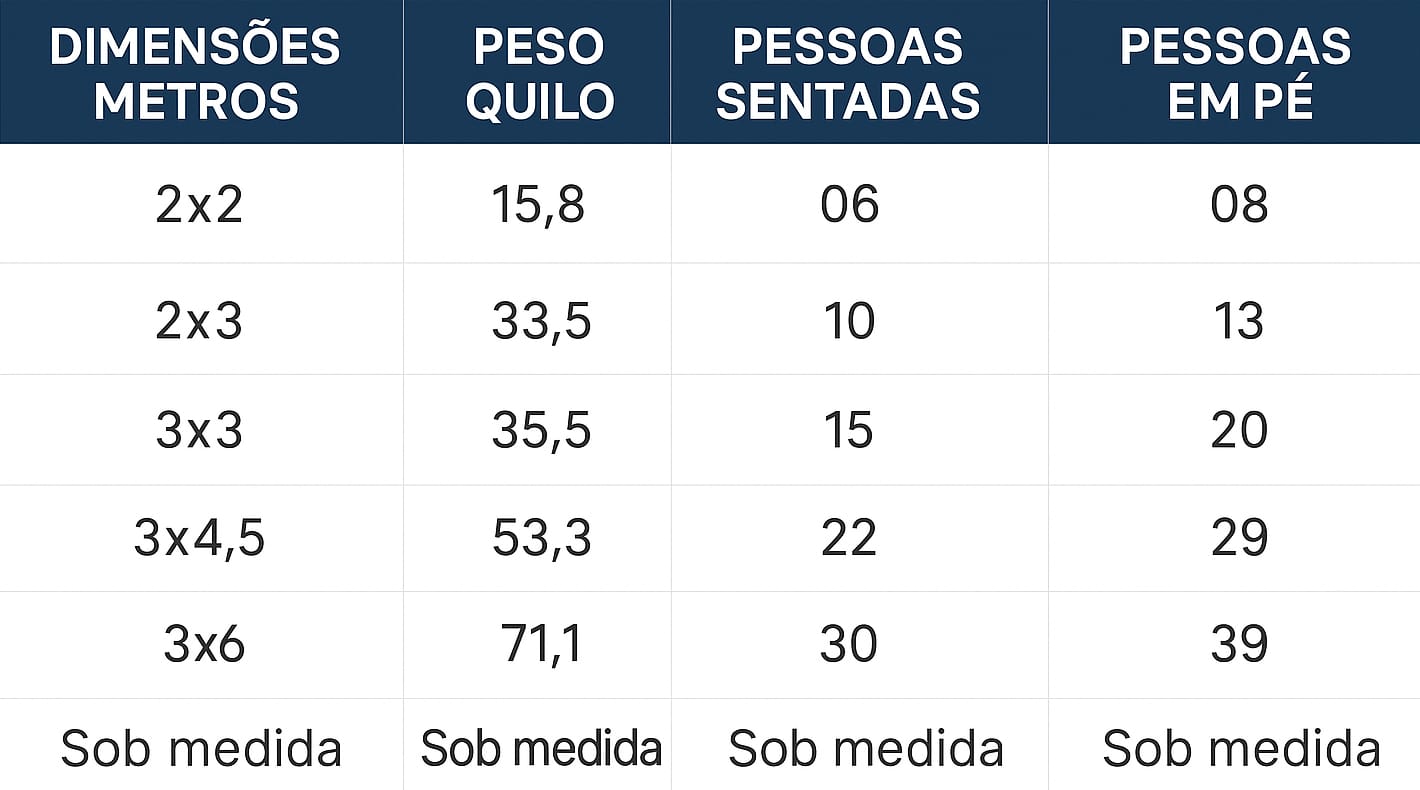 DIMENSÕES METROS PESO QUILO PESSOAS SENTADAS PESSOAS EM PÉ
2x2 15,8 06 08
2x3 33,5 10 13
3x3 35,5 15 20
3x4,5 53,3 22 29
3x6 71,1 30 39
Sob medida Sob medida Sob medida Sob medida